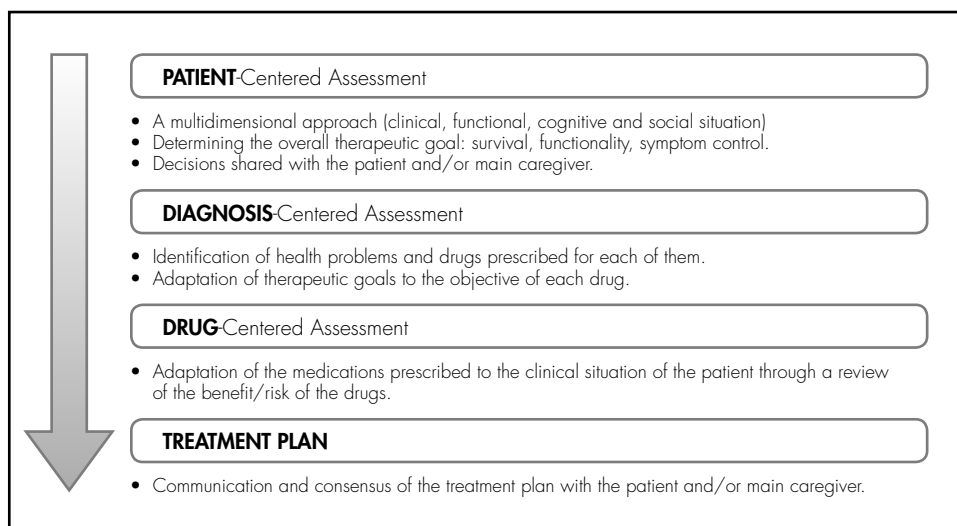 PATIENT-Centered Assessment
• A multidimensional approach (clinical, functional, cognitive and social situation)
• Determining the overall therapeutic goal: survival, functionality, symptom control.
• Decisions shared with the patient and/or main caregiver.
DIAGNOSIS-Centered Assessment
• Identification of health problems and drugs prescribed for each of them.
• Adaptation of therapeutic goals to the objective of each drug.
DRUG-Centered Assessment
• Adaptation of the medications prescribed to the clinical situation of the patient through a review
of the benefit/risk of the drugs.
TREATMENT PLAN
• Communication and consensus of the treatment plan with the patient and/or main caregiver.